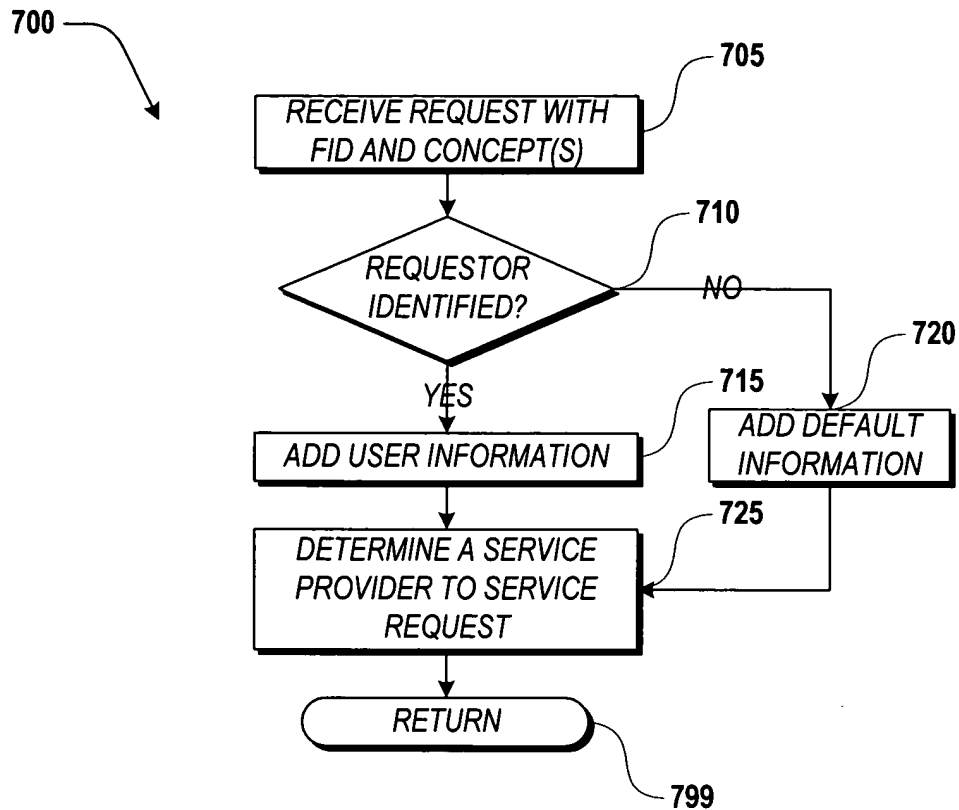 700
705
RECEIVE REQUEST WITH
FID AND CONCEPT(S)
710
REQUESTOR
IDENTIFIED?
NO
720
YES
715
ADD USER INFORMATION
ADD DEFAULT
INFORMATION
725
DETERMINE A SERVICE
PROVIDER TO SERVICE
REQUEST
RETURN
799